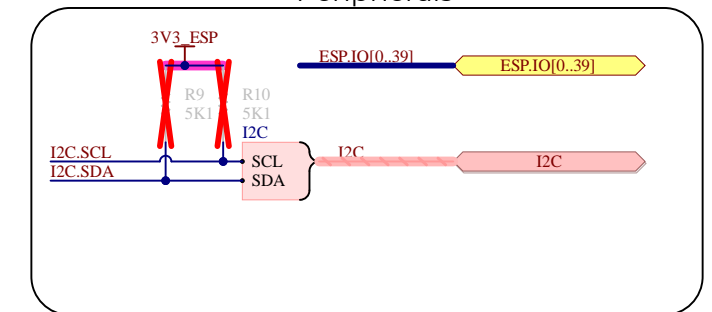 Peripherals
3V3_ESP
ESP.IO[0..39]
ESP.IO[0..39]
R9
5K1
R10
5K1
I2C
I2C.SCL
SCL
I2C
I2C
I2C.SDA
SDA